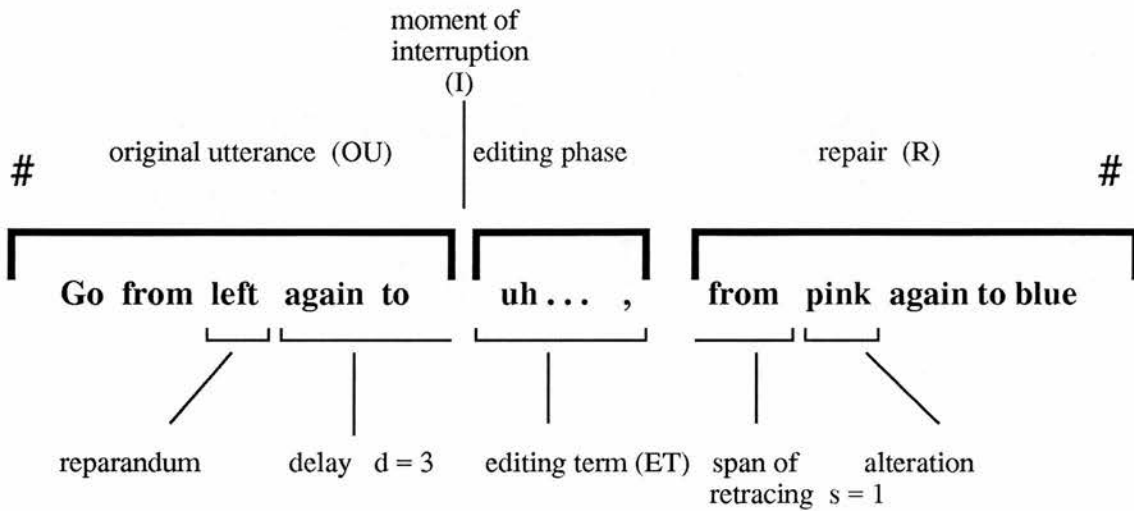 moment of
interruption
(I)
original utterance (OU) editing phase repair (R)
# #
Go from left again to uh . . . , from pink again to blue
reparandum delay d = 3 editing term (ET) span of alteration
retracing s = 1